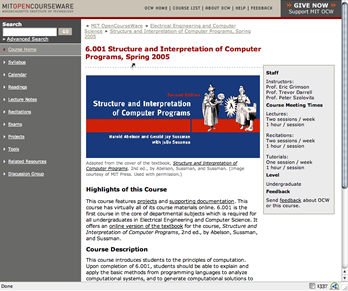 MITOPENCOURSEWARE
MASSACHUSETTS INSTITUTE OF TECHNOLOGY
OCW HOME | COURSE LIST | ABOUT OCW | HELP | FEEDBACK
GIVE NOW
Support MIT OCW
Search
GO
Advanced Search
Course Home
Syllabus
Calendar
Readings
Lecture Notes
Recitations
Exams
Projects
Tools
Related Resources
Discussion Group
MIT OpenCourseWare » Electrical Engineering and Computer
Science » Structure and Interpretation of Computer Programs, Spring
2005
6.001 Structure and Interpretation of Computer
Programs, Spring 2005
Second Edition
Structure and Interpretation
of Computer Programs
Harold Abelson and Gerald Jay Sussman
with Julie Sussman
Adapted from the cover of the textbook, Structure and Interpretation of
Computer Programs, 2nd ed., by Abelson, Sussman, and Sussman. (Image
courtesy of MIT Press. Used with permission.)
Highlights of this Course
This course features projects and supporting documentation. This
course has virtually all of its course materials online. 6.001 is the
first course in the core of departmental subjects which is required for
all undergraduates in Electrical Engineering and Computer Science. It
offers an online version of the textbook for the course, Structure and
Interpretation of Computer Programs, 2nd ed., by Abelson, Sussman,
and Sussman.
Course Description
This course introduces students to the principles of computation.
Upon completion of 6.001, students should be able to explain and
apply the basic methods from programming languages to analyze
computational systems, and to generate computational solutions to
Staff
Instructors:
Prof. Eric Grimson
Prof. Trevor Darrell
Prof. Peter Szolovits
Course Meeting Times
Lectures:
Two sessions / week
1 hour / session
Recitations:
Two sessions / week
1 hour / session
Tutorials:
One session / week
1 hour / session
Level
Undergraduate
Feedback
Send feedback about OCW
or this course.
Done
1337